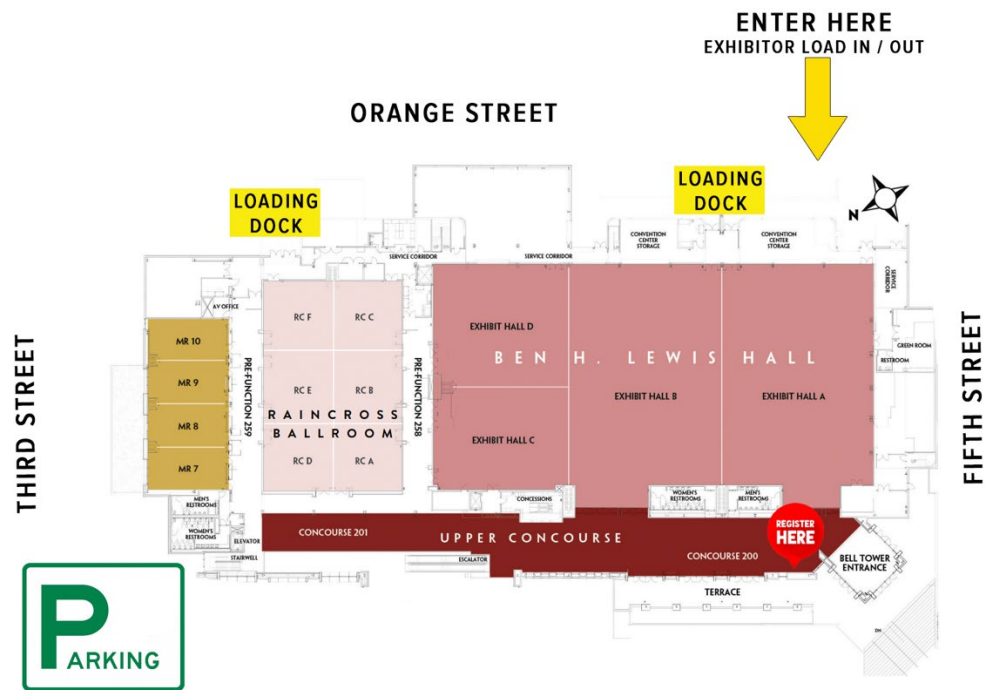 ENTER HERE
EXHIBITOR LOAD IN / OUT
ORANGE STREET
LOADING
DOCK
LOADING
DOCK
N
CONVENTION
CENTER
STORAGE
CONVENTION
CENTER
STORAGE
SERVICE CORRIDOR
SERVICE CORRIDOR
SERVICE
CORRIDOR
AV OFFICE
MR 10
MR 9
MR 8
MR 7
PRE-FUNCTION 259
RC F
RC C
RC E
RC B
RAINCROSS
BALLROOM
RC D
RC A
PRE-FUNCTION 258
EXHIBIT HALL D
BEN H. LEWIS HALL
EXHIBIT HALL C
EXHIBIT HALL B
EXHIBIT HALL A
GREEN ROOM
RESTROOM
THIRD STREET
FIFTH STREET
MEN'S
RESTROOMS
WOMEN'S
RESTROOMS
ELEVATOR
STAIRWELL
CONCESSIONS
WOMEN'S
RESTROOMS
MEN'S
RESTROOMS
CONCOURSE 201
UPPER CONCOURSE
CONCOURSE 200
ESCALATOR
REGISTER
HERE
BELL TOWER
ENTRANCE
TERRACE
PARKING